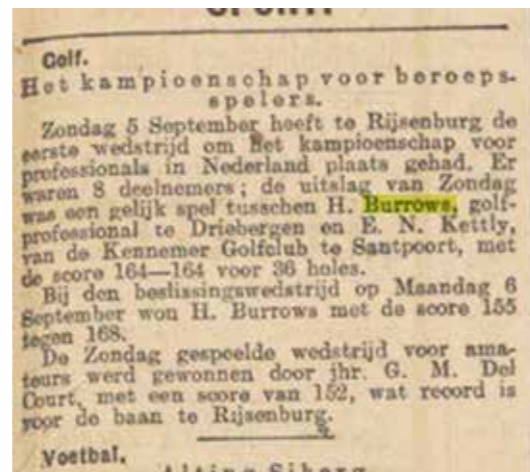 SPORT.
Golf.
Het kampioenschap voor beroeps-
spelers.
Zondag 5 September heeft te Rijsenburg de
eerste wedstrijd om het kampioenschap voor
professionals in Nederland plaats gehad. Er
waren 8 deelnemers; de uitslag van Zondag
was een gelijk spel tusschen H. Burrows, golf-
professional te Driebergen en E. N. Kettly,
van de Kennemer Golfclub te Santpoort, met
de score 164—164 voor 36 holes.
Bij den beslissingswedstrijd op Maandag 6
September won H. Burrows met de score 155
tegen 168.
De Zondag gespeelde wedstrijd voor ama-
teurs werd gewonnen door jhr. G. M. Del
Court, met een score van 152, wat record is
voor de baan te Rijsenburg.
Voetbal.